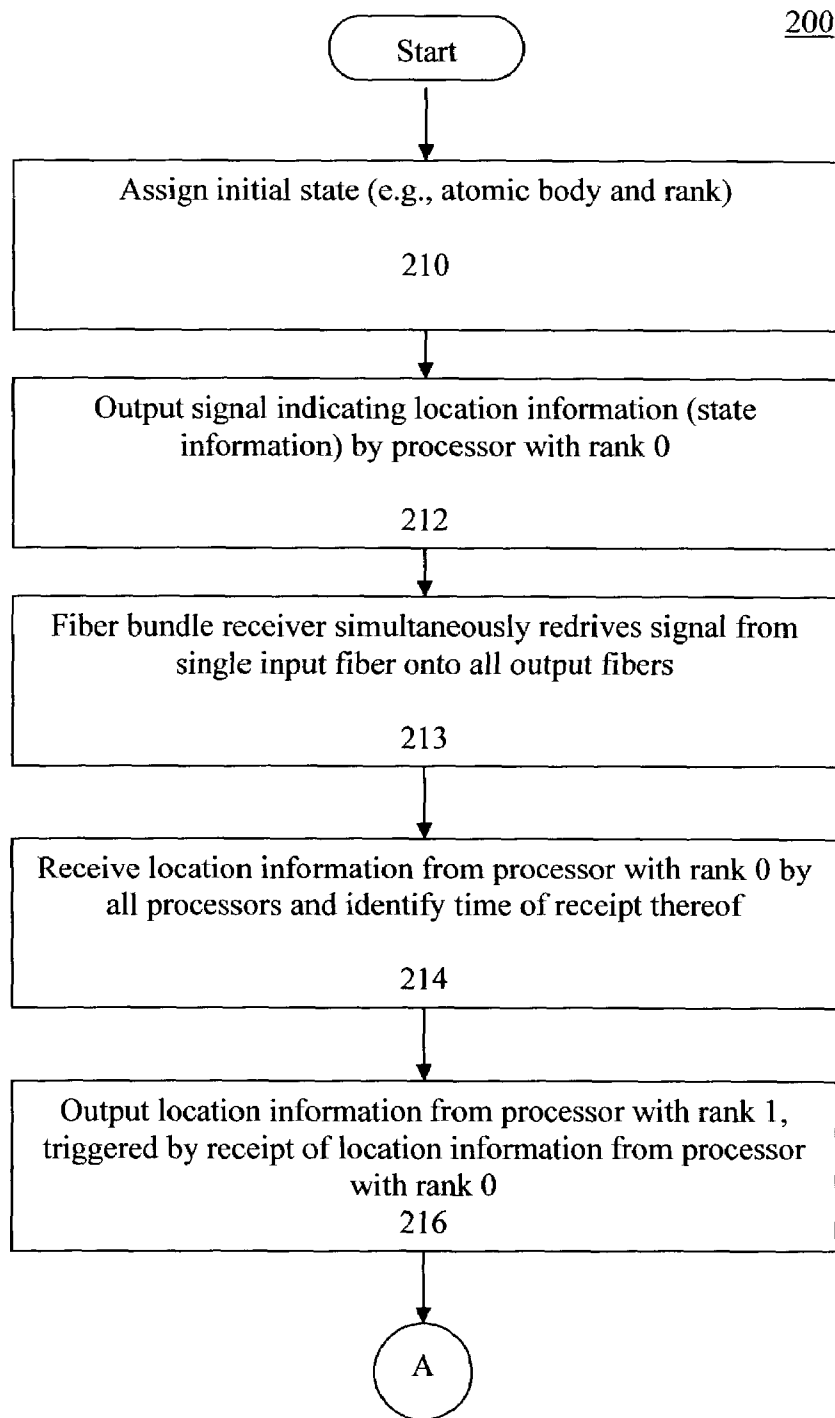 200
Start
Assign initial state (e.g., atomic body and rank)
210
Output signal indicating location information (state
information) by processor with rank 0
212
Fiber bundle receiver simultaneously redrives signal from
single input fiber onto all output fibers
213
Receive location information from processor with rank 0 by
all processors and identify time of receipt thereof
214
Output location information from processor with rank 1,
triggered by receipt of location information from processor
with rank 0
216
A